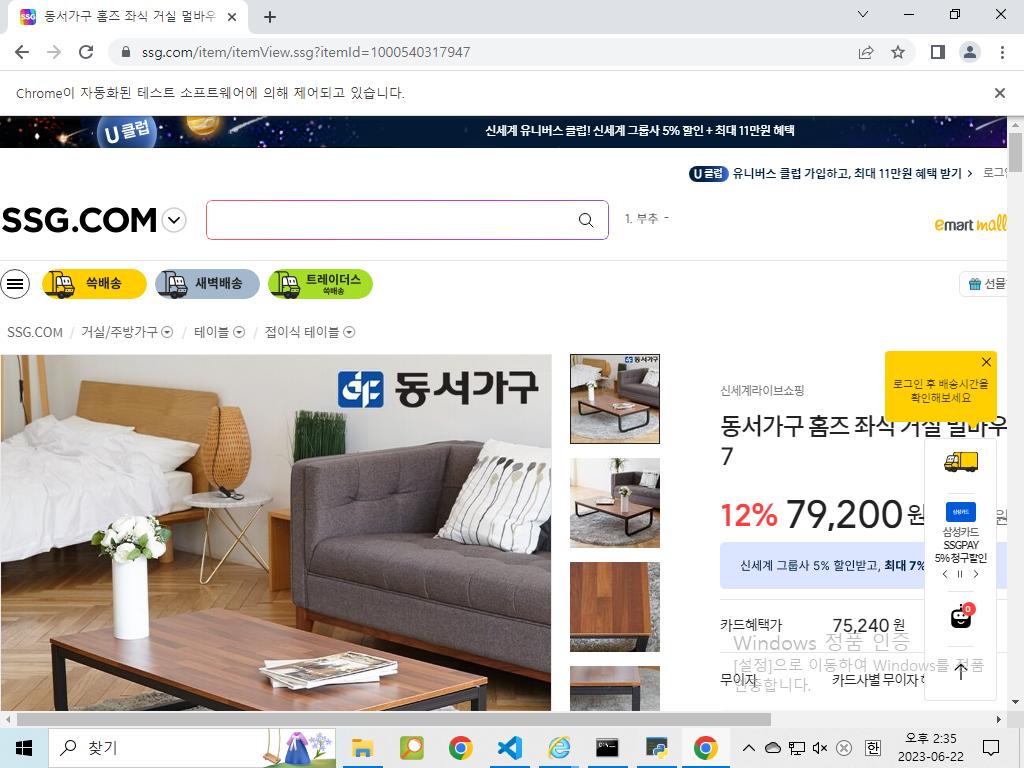 동서가구 홈즈 좌식 거실 멀바우
ssg.com/item/itemView.ssg?itemId=1000540317947
Chrome이 자동화된 테스트 소프트웨어에 의해 제어되고 있습니다.
U 클럽
신세계 유니버스 클럽! 신세계 그룹사 5% 할인 + 최대 11만원 혜택
U 클럽 유니버스 클럽 가입하고, 최대 11만원 혜택 받기 > 로그인
SSG.COM
1. 부추 -
emart mall
쓱배송
새벽배송
트레이더스
쓱배송
선물
SSG.COM / 거실/주방가구 / 테이블 / 접이식 테이블
동서가구
동서가구
로그인 후 배송시간을
확인해보세요
신세계라이브쇼핑
동서가구 홈즈 좌식 거실 멀바우
7
12% 79,200원
원
삼성카드
삼성카드
SSGPAY
5% 청구할인
신세계 그룹사 5% 할인받고, 최대 7%
0
카드혜택가 75,240 원
Windows 정품 인증
[설정]으로 이동하여 Windows를 정품
인증합니다.
무이자 카드사별 무이자
찾기
오후 2:35
한
2023-06-22